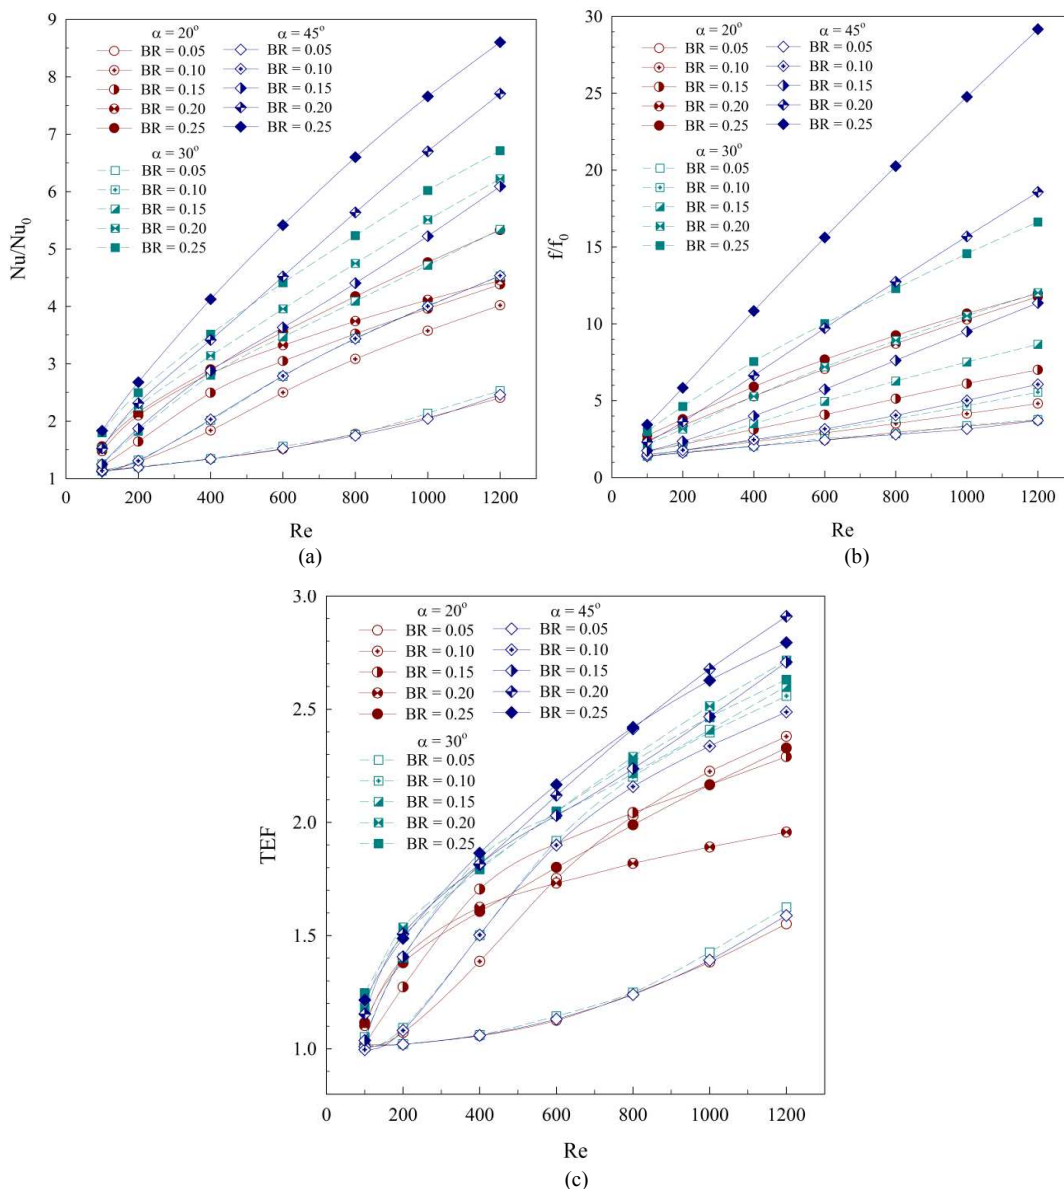 9
8
7
6
5
4
3
2
1
Nu/Nu0
α = 20o
BR = 0.05
BR = 0.10
BR = 0.15
BR = 0.20
BR = 0.25
α = 45o
BR = 0.05
BR = 0.10
BR = 0.15
BR = 0.20
BR = 0.25
α = 30o
BR = 0.05
BR = 0.10
BR = 0.15
BR = 0.20
BR = 0.25
0 200 400 600 800 1000 1200
Re
(a)
30
25
20
15
10
5
0
f/f0
α = 20o
BR = 0.05
BR = 0.10
BR = 0.15
BR = 0.20
BR = 0.25
α = 45o
BR = 0.05
BR = 0.10
BR = 0.15
BR = 0.20
BR = 0.25
α = 30o
BR = 0.05
BR = 0.10
BR = 0.15
BR = 0.20
BR = 0.25
0 200 400 600 800 1000 1200
Re
(b)
3.0
2.5
2.0
1.5
1.0
TEF
α = 20o
BR = 0.05
BR = 0.10
BR = 0.15
BR = 0.20
BR = 0.25
α = 45o
BR = 0.05
BR = 0.10
BR = 0.15
BR = 0.20
BR = 0.25
α = 30o
BR = 0.05
BR = 0.10
BR = 0.15
BR = 0.20
BR = 0.25
0 200 400 600 800 1000 1200
Re
(c)